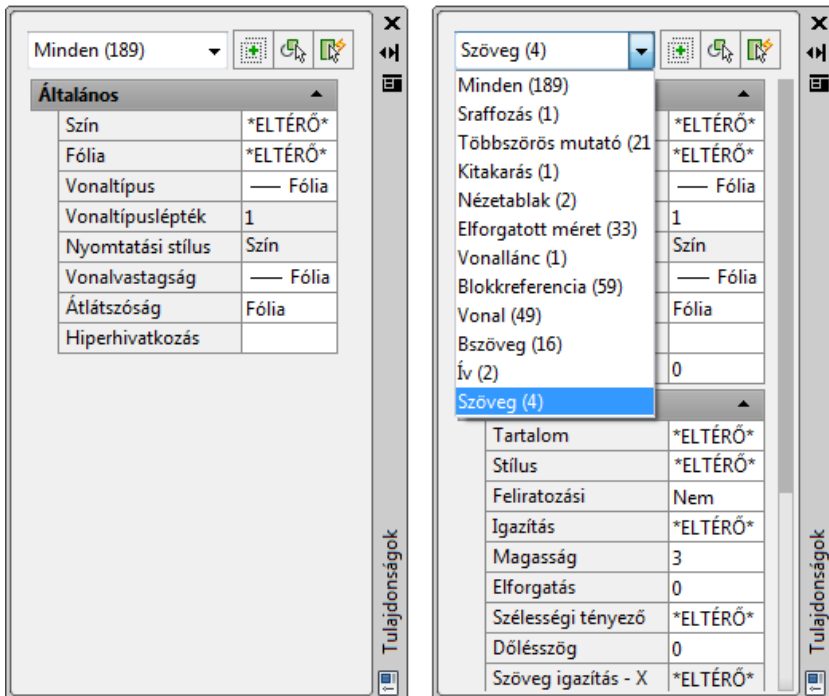 Minden (189)
Általános
Szín *ELTÉRŐ*
Fólia *ELTÉRŐ*
Vonaltípus Fólia
Vonaltípuslépték 1
Nyomtatási stílus Szín
Vonalvastagság Fólia
Átlátszóság Fólia
Hiperhivatkozás
Tulajdonságok
Szöveg (4)
Minden (189)
Sraffozás (1) *ELTÉRŐ*
Többszörös mutató (21 *ELTÉRŐ*
Kitakarás (1) Fólia
Nézetablak (2)
Elforgatott méret (33) 1
Vonallánc (1) Szín
Blokkreferencia (59) Fólia
Vonal (49) Fólia
Bszöveg (16)
Ív (2) 0
Szöveg (4)
Tartalom *ELTÉRŐ*
Stílus *ELTÉRŐ*
Feliratozási Nem
Igazítás *ELTÉRŐ*
Magasság 3
Elforgatás 0
Szélességi tényező *ELTÉRŐ*
Dőlésszög 0
Szöveg igazítás - X *ELTÉRŐ*
Tulajdonságok